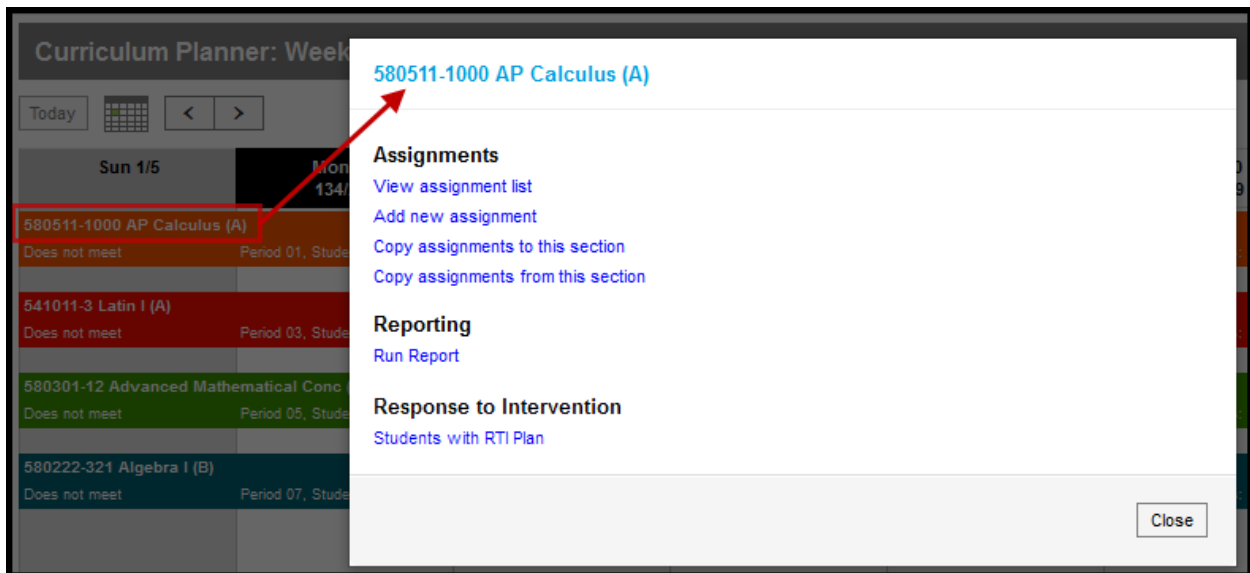 Curriculum Planner: Week
580511-1000 AP Calculus (A)
Today
Sun 1/5
Mon
134/
580511-1000 AP Calculus (A)
Does not meet
Period 01, Stude
541011-3 Latin I (A)
Does not meet
Period 03, Stude
580301-12 Advanced Mathematical Conc (
Does not meet
Period 05, Stude
580222-321 Algebra I (B)
Does not meet
Period 07, Stude
Assignments
View assignment list
Add new assignment
Copy assignments to this section
Copy assignments from this section
Reporting
Run Report
Response to Intervention
Students with RTI Plan
Close